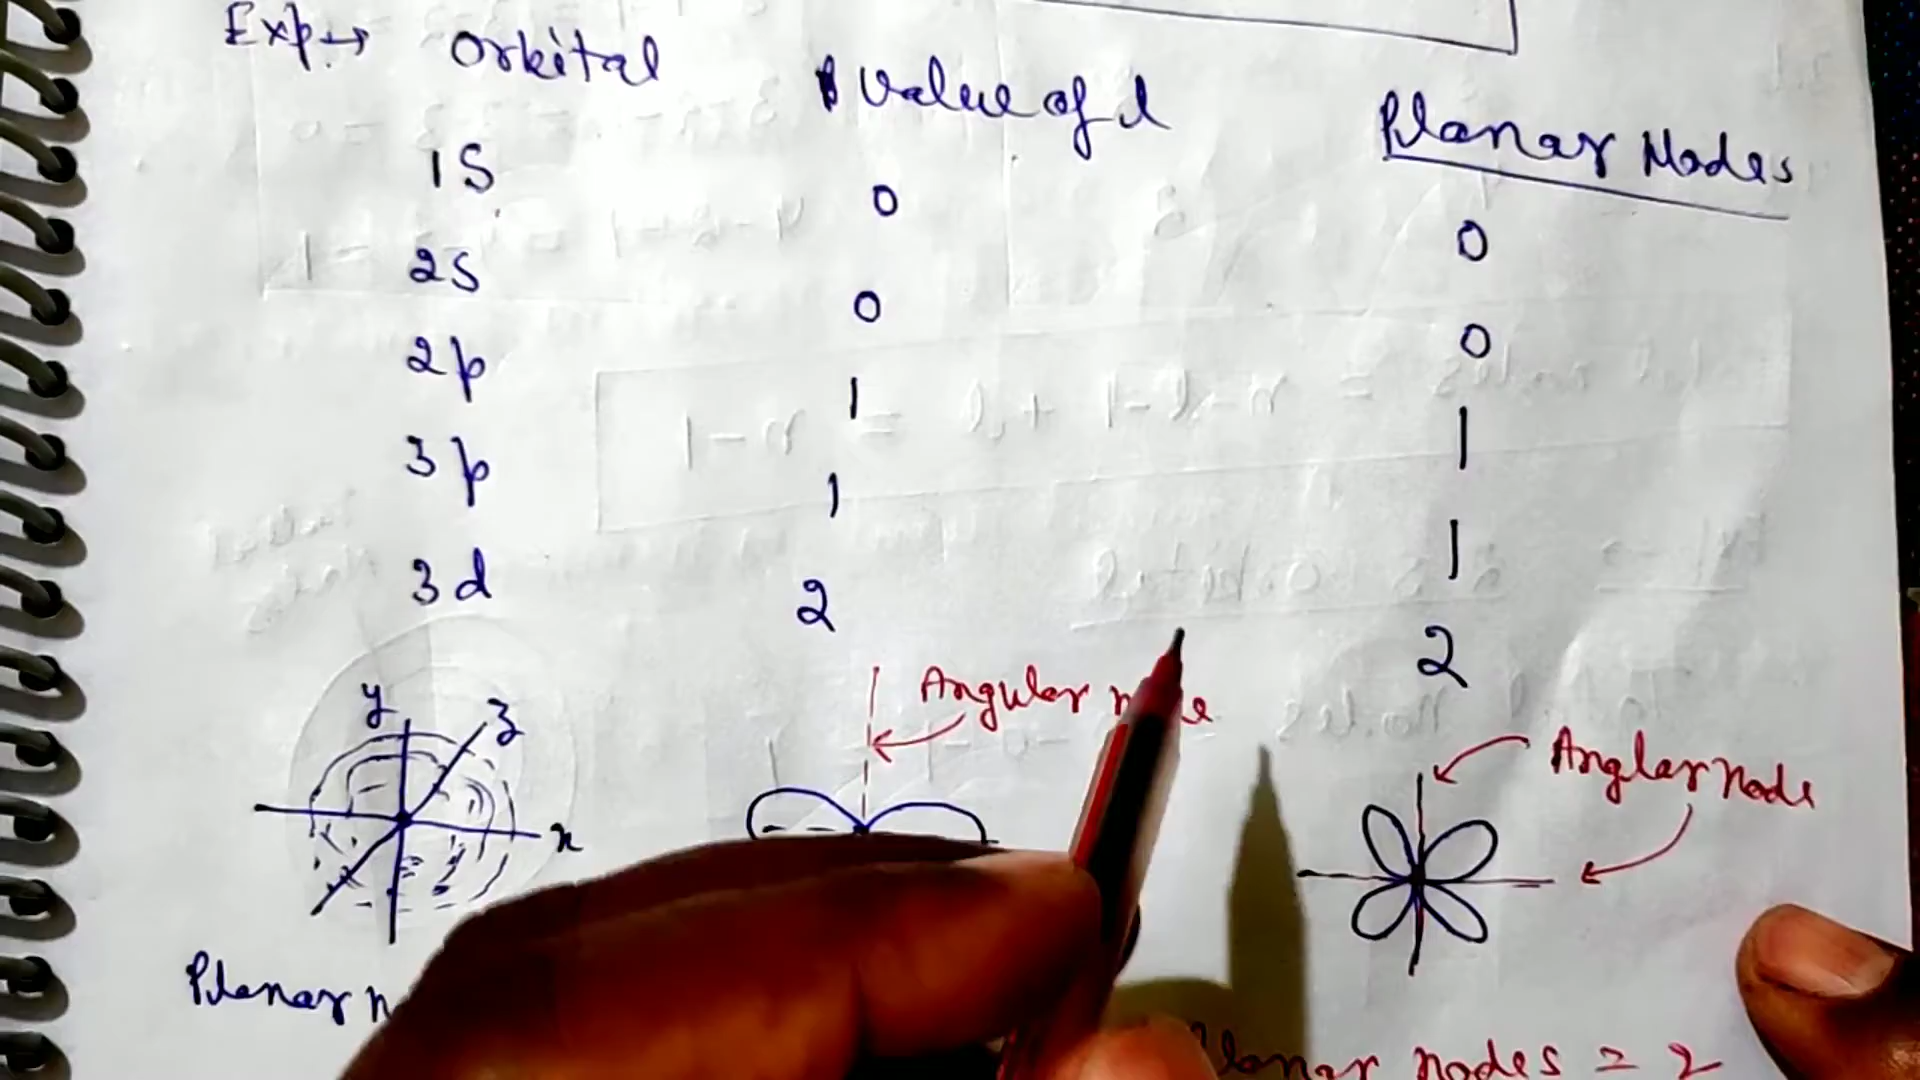 Exp.→ Orbital Value of l Planar Nodes
1S 0 0
2S 0 0
2p 1 1
3p 1 1
3d 2 2
y z x
Angular
Anglar node
Planar
Planar nodes = 2